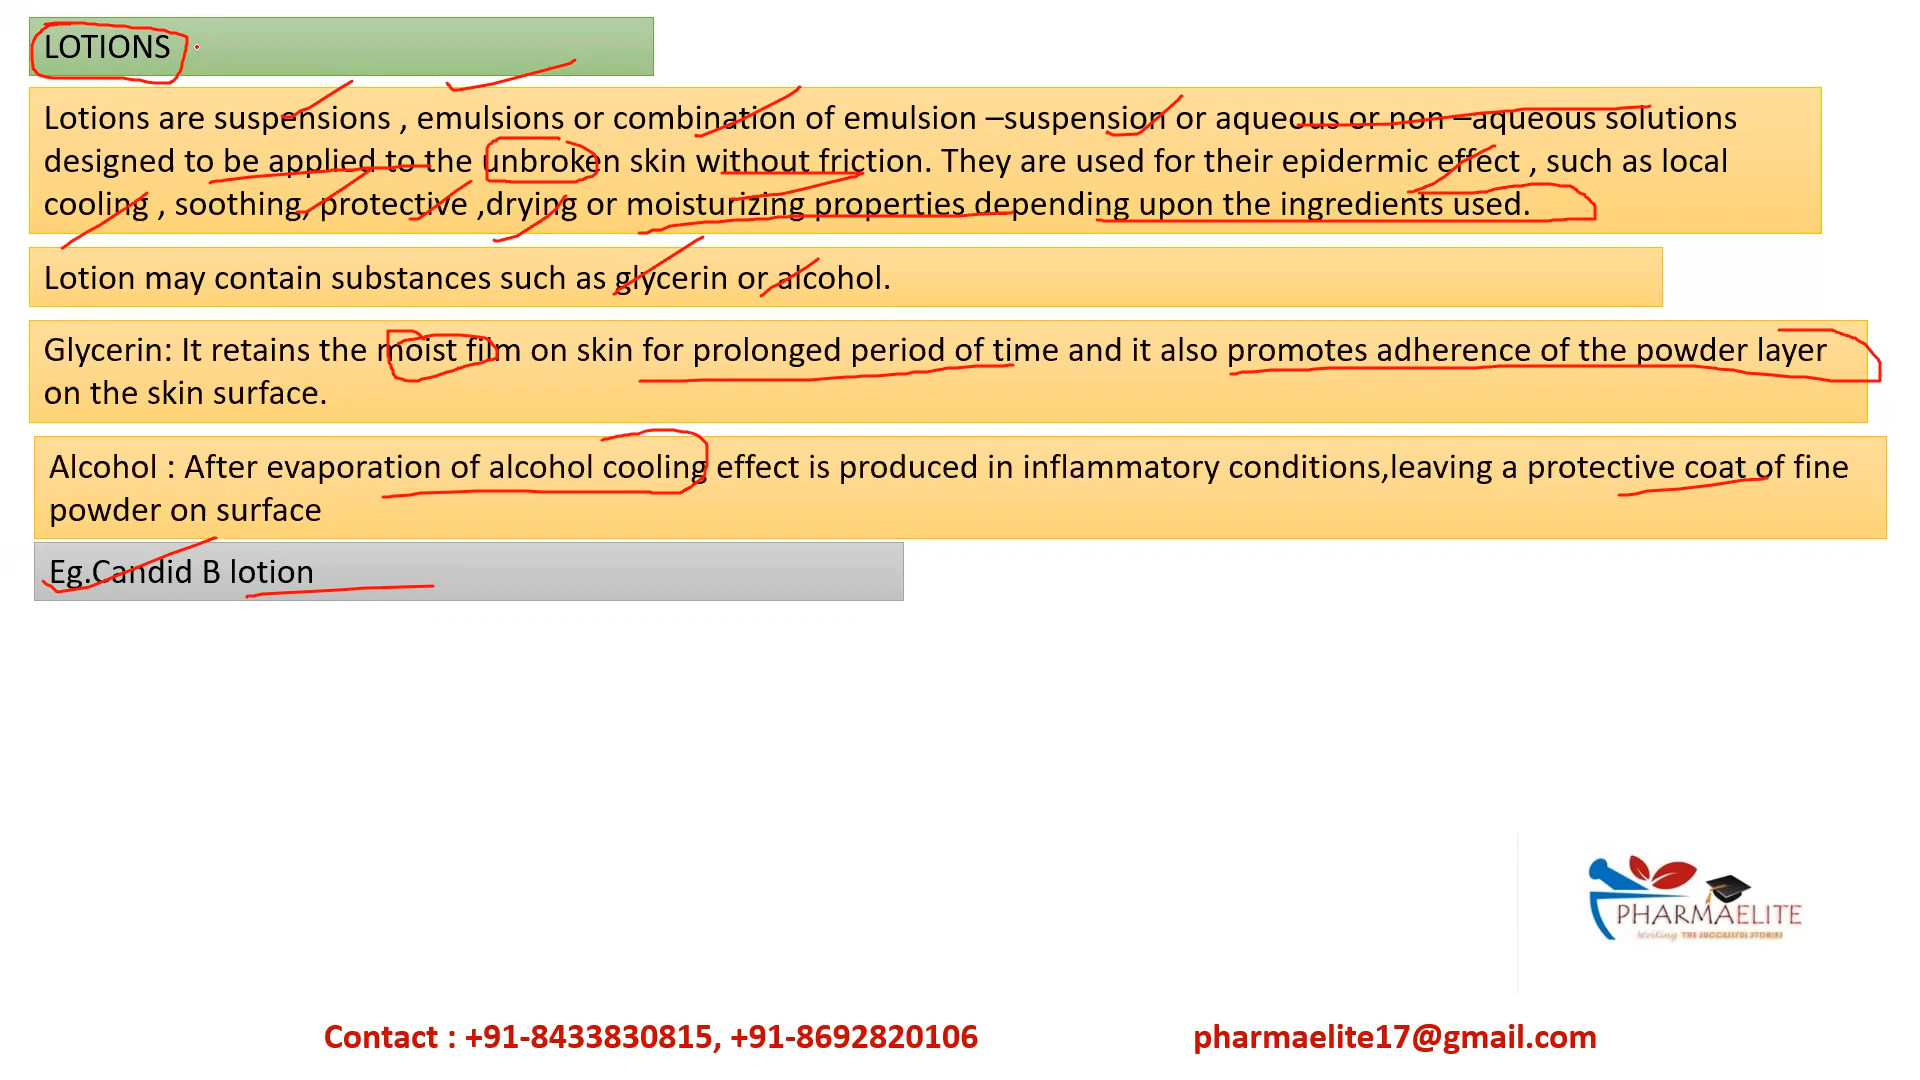 LOTIONS
Lotions are suspensions , emulsions or combination of emulsion –suspension or aqueous or non –aqueous solutions
designed to be applied to the unbroken skin without friction. They are used for their epidermic effect , such as local
cooling , soothing, protective ,drying or moisturizing properties depending upon the ingredients used.
Lotion may contain substances such as glycerin or alcohol.
Glycerin: It retains the moist film on skin for prolonged period of time and it also promotes adherence of the powder layer
on the skin surface.
Alcohol : After evaporation of alcohol cooling effect is produced in inflammatory conditions,leaving a protective coat of fine
powder on surface
Eg.Candid B lotion
PHARMAELITE
Writing THE SUCCESSFUL STORIES
Contact : +91-8433830815, +91-8692820106 pharmaelite17@gmail.com